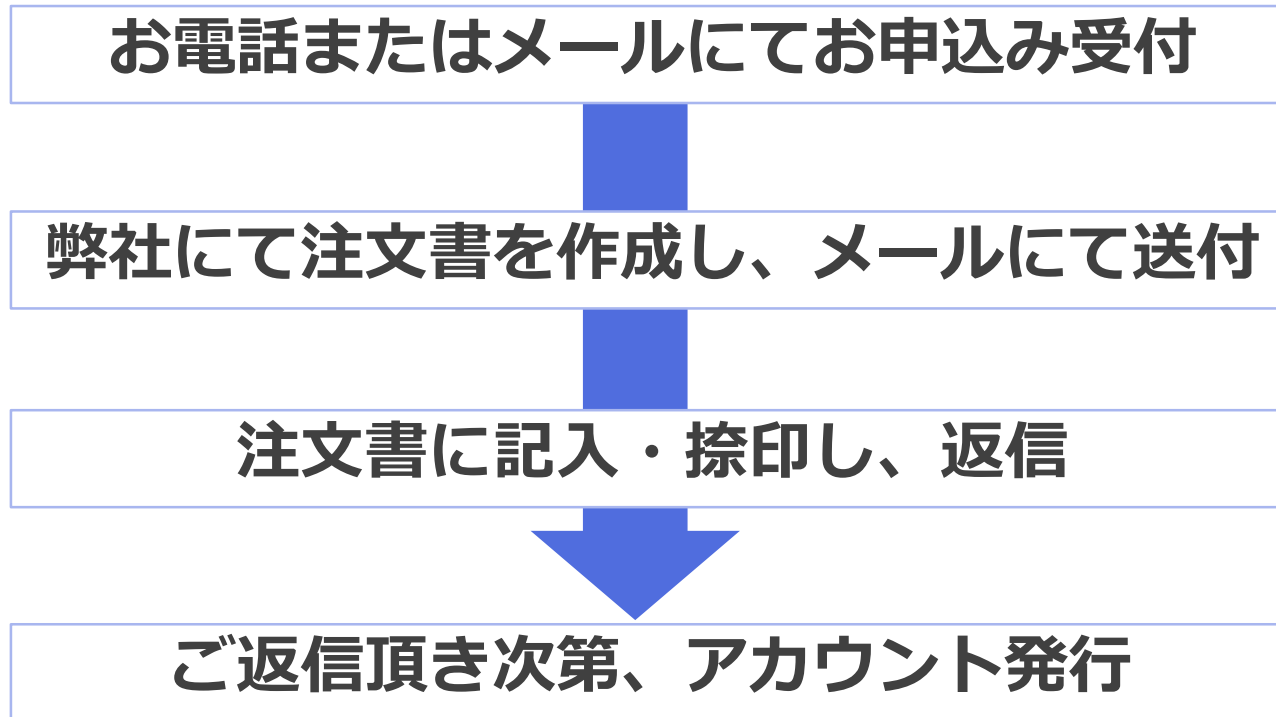 お電話またはメールにてお申込み受付
弊社にて注文書を作成し、メールにて送付
注文書に記入・捺印し、返信
ご返信頂き次第、アカウント発行